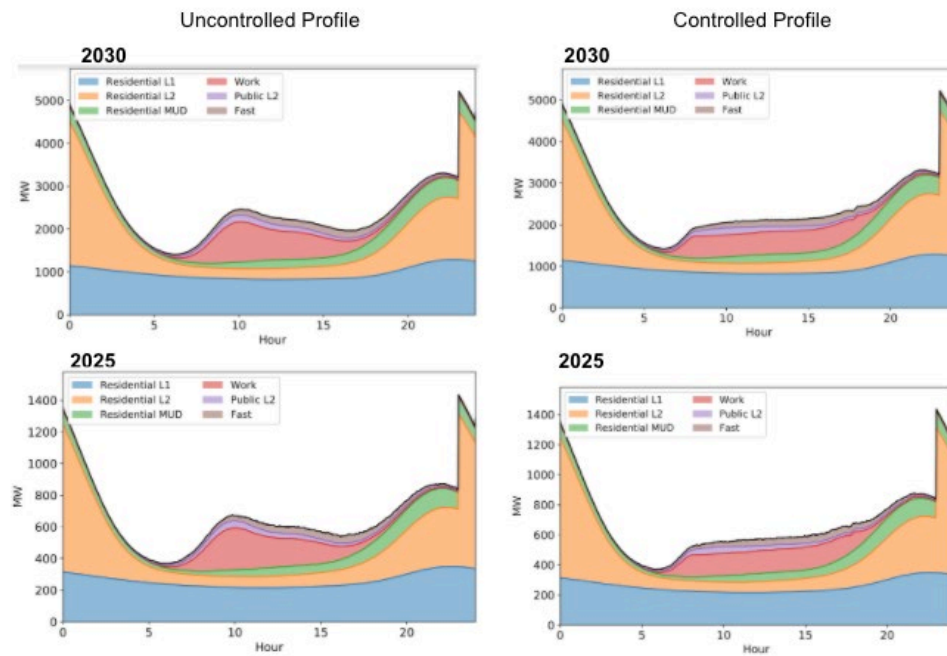 Uncontrolled Profile
Controlled Profile
2030
Residential L1
Residential L2
Residential MUD
Work
Public L2
Fast
5000
4000
3000
2000
1000
0
MW
0
5
10
15
20
Hour
2030
Residential L1
Residential L2
Residential MUD
Work
Public L2
Fast
5000
4000
3000
2000
1000
0
MW
0
5
10
15
20
Hour
2025
Residential L1
Residential L2
Residential MUD
Work
Public L2
Fast
1400
1200
1000
800
600
400
200
0
MW
0
5
10
15
20
Hour
2025
Residential L1
Residential L2
Residential MUD
Work
Public L2
Fast
1400
1200
1000
800
600
400
200
0
MW
0
5
10
15
20
Hour